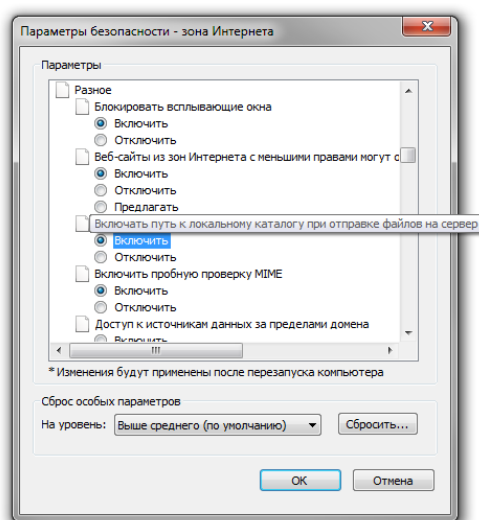 Параметры безопасности - зона Интернета
Параметры
Разное
Блокировать всплывающие окна
Включить
Отключить
Веб-сайты из зон Интернета с меньшими правами могут о
Включить
Отключить
Предлагать
Включать путь к локальному каталогу при отправке файлов на сервер
Включить
Отключить
Включить пробную проверку MIME
Включить
Отключить
Доступ к источникам данных за пределами домена
Включить
* Изменения будут применены после перезапуска компьютера
Сброс особых параметров
На уровень: Выше среднего (по умолчанию) Сбросить...
OK Отмена